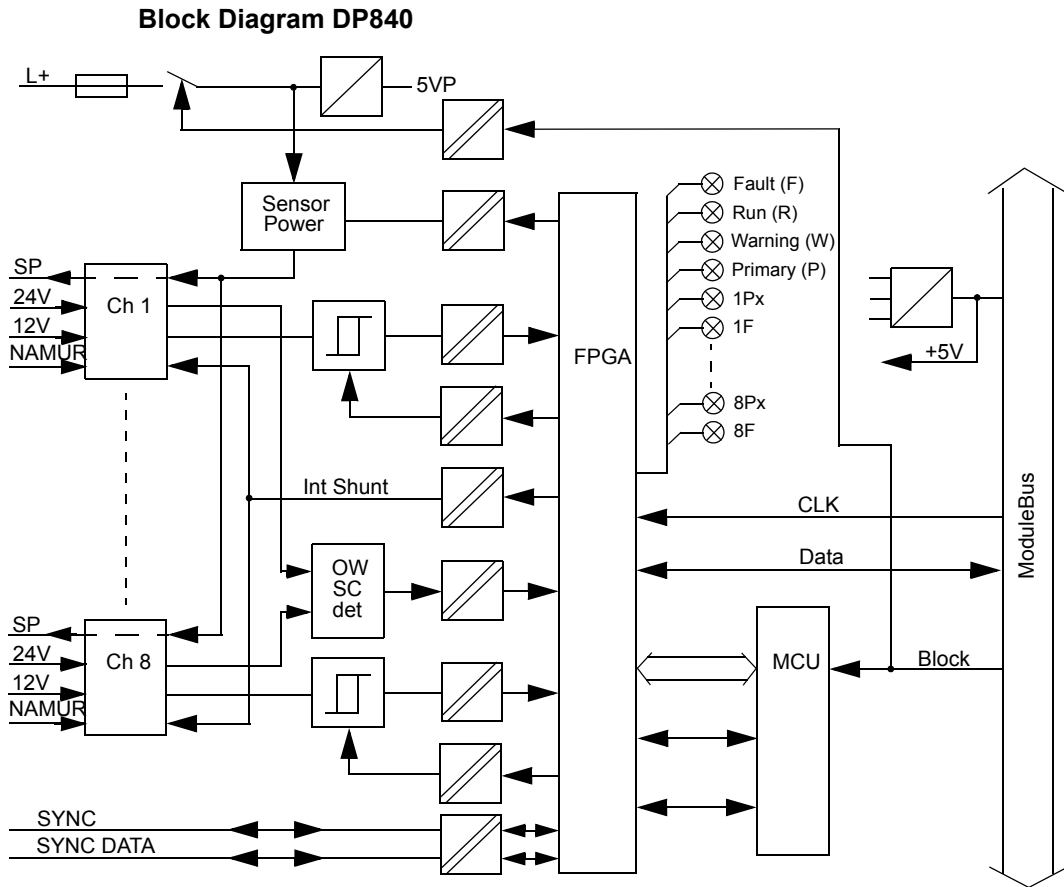 Block Diagram DP840
L+
5VP
Sensor
Power
Fault (F)
Run (R)
Warning (W)
Primary (P)
1Px
1F
8Px
8F
SP
24V
12V
NAMUR
Ch 1
FPGA
+5V
Int Shunt
CLK
Data
ModuleBus
OW
SC
det
SP
24V
12V
NAMUR
Ch 8
MCU
Block
SYNC
SYNC DATA